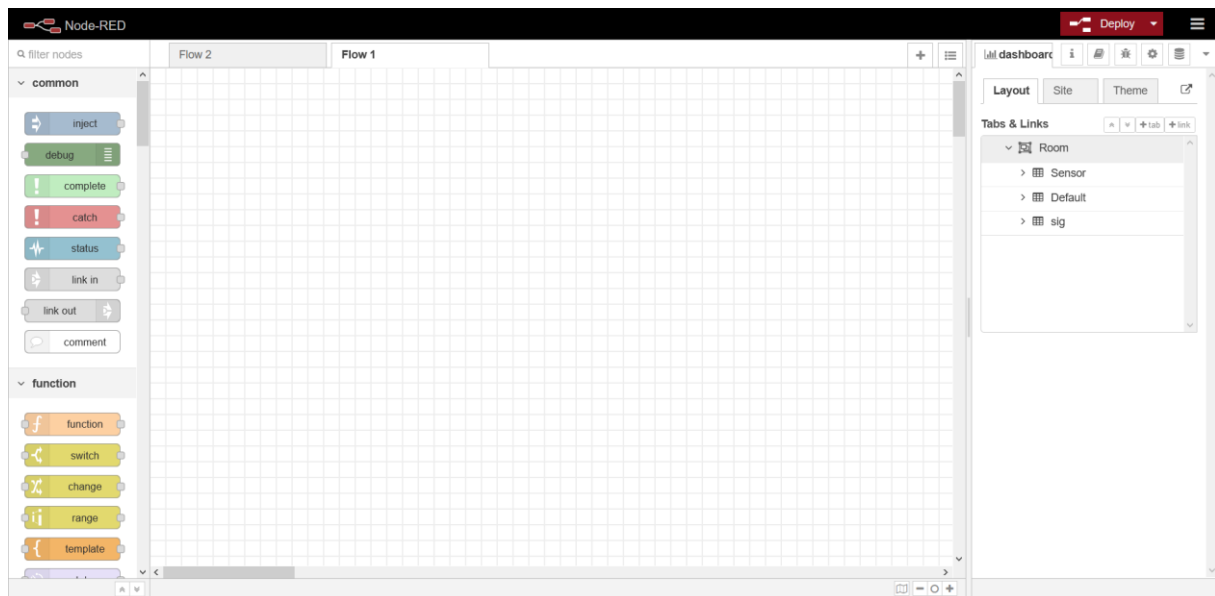 Node-RED
Deploy
filter nodes
Flow 2
Flow 1
dashboard
i
common
inject
debug
complete
catch
status
link in
link out
comment
function
function
switch
change
range
template
Layout
Site
Theme
Tabs & Links
+tab
+link
Room
Sensor
Default
sig